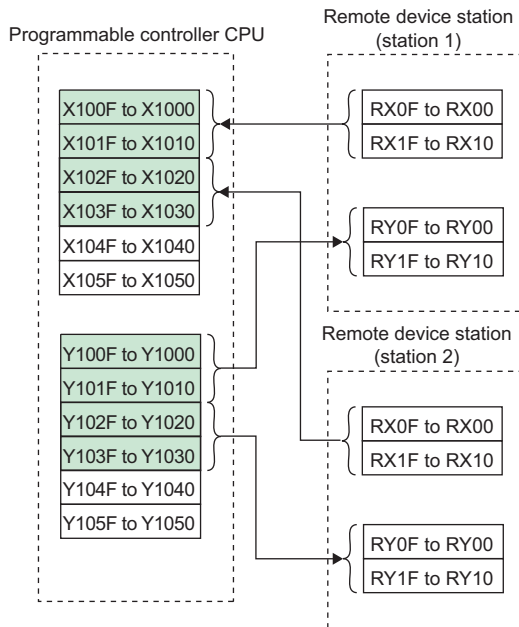 Programmable controller CPU
X100F to X1000
X101F to X1010
X102F to X1020
X103F to X1030
X104F to X1040
X105F to X1050
Y100F to Y1000
Y101F to Y1010
Y102F to Y1020
Y103F to Y1030
Y104F to Y1040
Y105F to Y1050
Remote device station
(station 1)
RX0F to RX00
RX1F to RX10
RY0F to RY00
RY1F to RY10
Remote device station
(station 2)
RX0F to RX00
RX1F to RX10
RY0F to RY00
RY1F to RY10